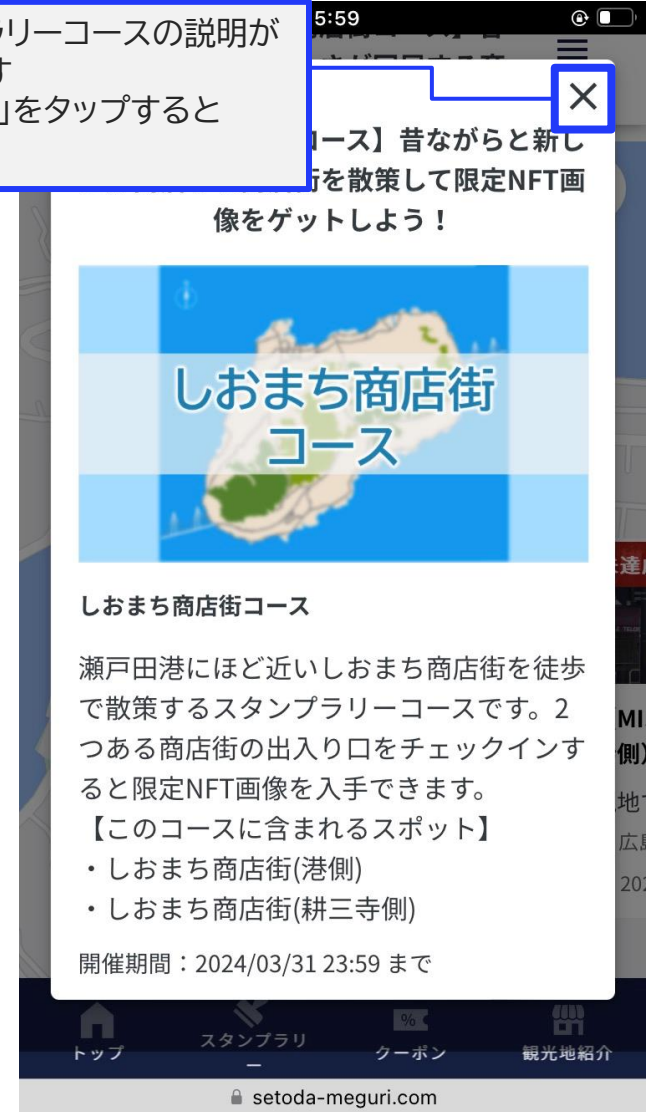 5:59
ラリーコースの説明が
す
」をタップすると
コース】昔ながらと新し
街を散策して限定NFT画
像をゲットしよう！
しおまち商店街
コース
しおまち商店街コース
瀬戸田港にほど近いしおまち商店街を徒歩
で散策するスタンプラリーコースです。2
つある商店街の出入り口をチェックインす
ると限定NFT画像を入手できます。
【このコースに含まれるスポット】
・しおまち商店街(港側)
・しおまち商店街(耕三寺側)
開催期間：2024/03/31 23:59 まで
達
MI
側)
地
広島
202
トップ
スタンプラリ
ー
%
クーポン
観光地紹介
setoda-meguri.com